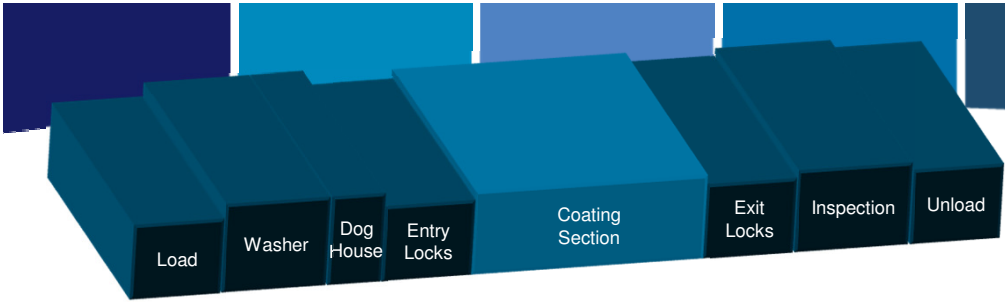 Load
Washer
Dog
House
Entry
Locks
Coating
Section
Exit
Locks
Inspection
Unload